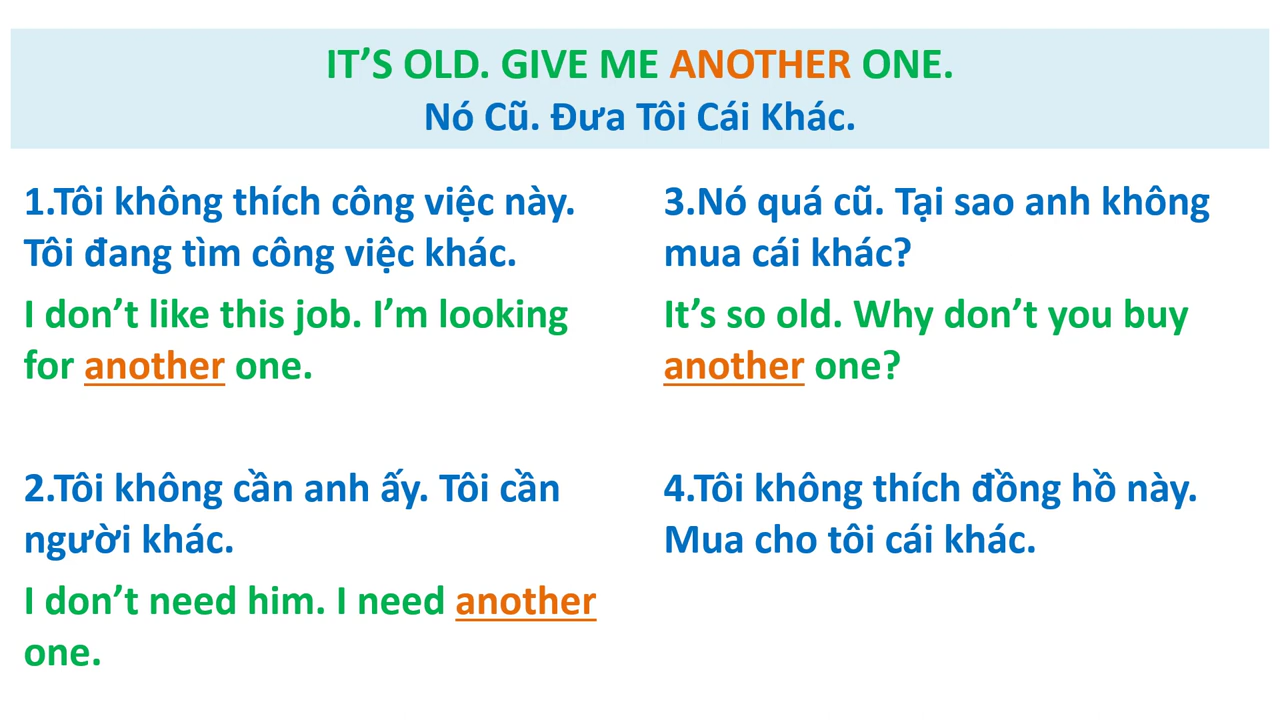 IT’S OLD. GIVE ME ANOTHER ONE.
Nó Cũ. Đưa Tôi Cái Khác.
1.Tôi không thích công việc này.
Tôi đang tìm công việc khác.
I don’t like this job. I’m looking
for another one.
2.Tôi không cần anh ấy. Tôi cần
người khác.
I don’t need him. I need another
one.
3.Nó quá cũ. Tại sao anh không
mua cái khác?
It’s so old. Why don’t you buy
another one?
4.Tôi không thích đồng hồ này.
Mua cho tôi cái khác.